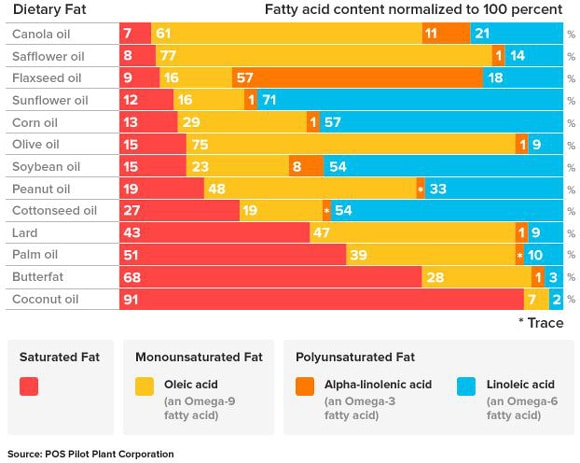 Dietary Fat Fatty acid content normalized to 100 percent
Canola oil 7 61 11 21 %
Safflower oil 8 77 1 14 %
Flaxseed oil 9 16 57 18 %
Sunflower oil 12 16 1 71 %
Corn oil 13 29 1 57 %
Olive oil 15 75 1 9 %
Soybean oil 15 23 8 54 %
Peanut oil 19 48 * 33 %
Cottonseed oil 27 19 * 54 %
Lard 43 47 1 9 %
Palm oil 51 39 * 10 %
Butterfat 68 28 1 3 %
Coconut oil 91 7 2 %
* Trace
Saturated Fat
Monounsaturated Fat
Oleic acid
(an Omega-9
fatty acid)
Polyunsaturated Fat
Alpha-linolenic acid
(an Omega-3
fatty acid)
Linoleic acid
(an Omega-6
fatty acid)
Source: POS Pilot Plant Corporation